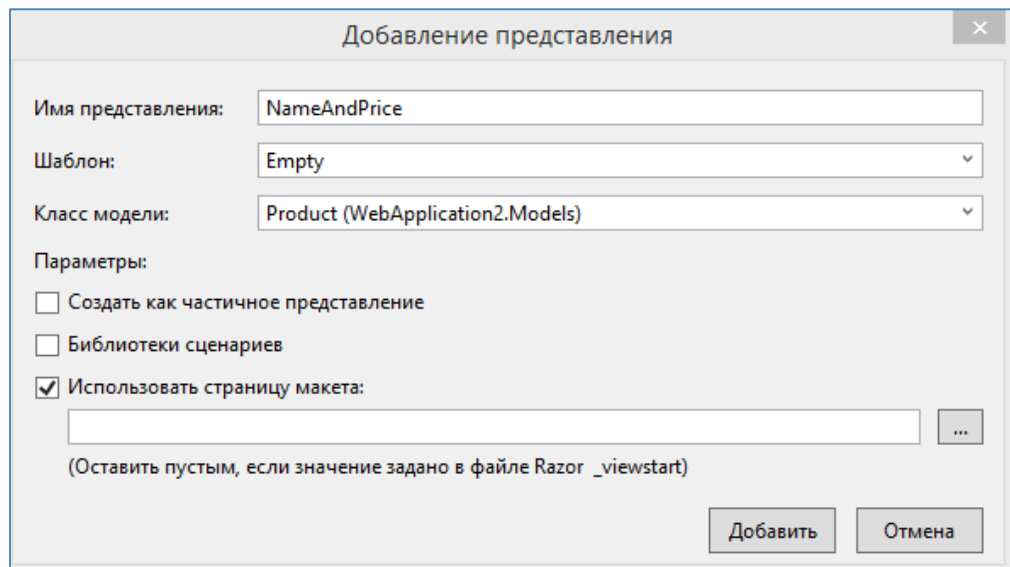 Добавление представления
Имя представления: NameAndPrice
Шаблон: Empty
Класс модели: Product (WebApplication2.Models)
Параметры:
Создать как частичное представление
Библиотеки сценариев
Использовать страницу макета:
...
(Оставить пустым, если значение задано в файле Razor _viewstart)
Добавить Отмена